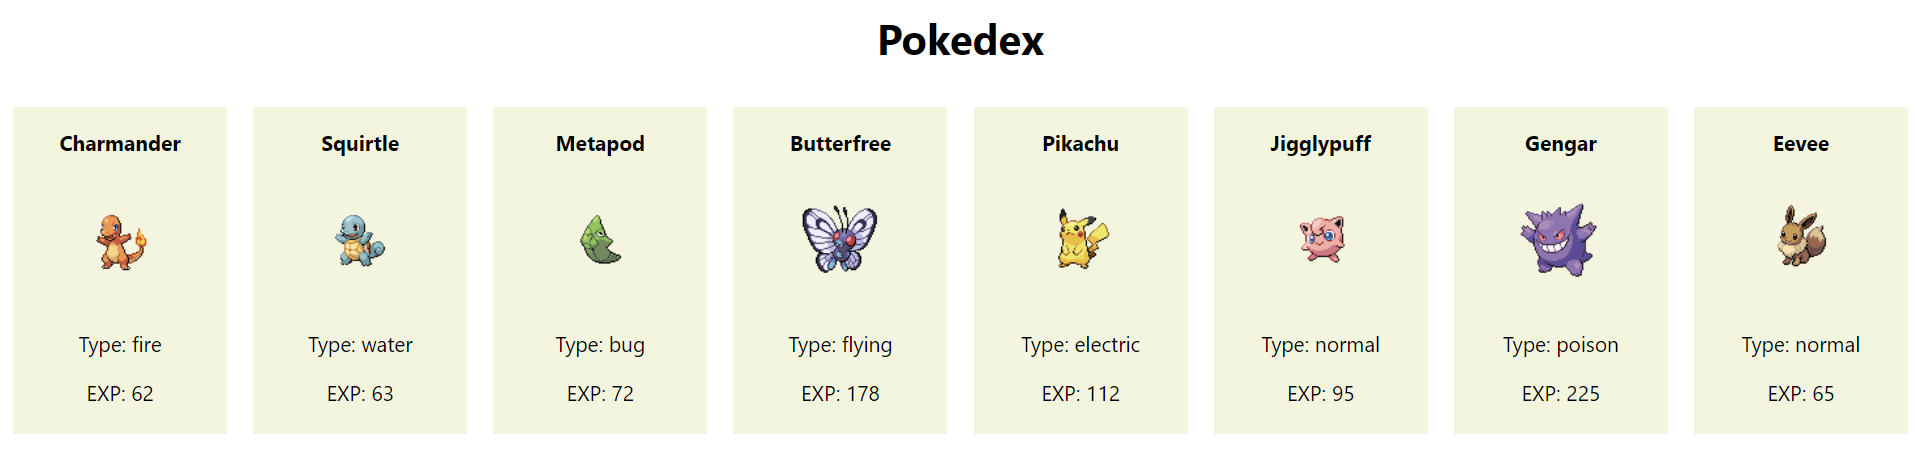 Pokedex
Charmander
Type: fire
EXP: 62
Squirtle
Type: water
EXP: 63
Metapod
Type: bug
EXP: 72
Butterfree
Type: flying
EXP: 178
Pikachu
Type: electric
EXP: 112
Jigglypuff
Type: normal
EXP: 95
Gengar
Type: poison
EXP: 225
Eevee
Type: normal
EXP: 65